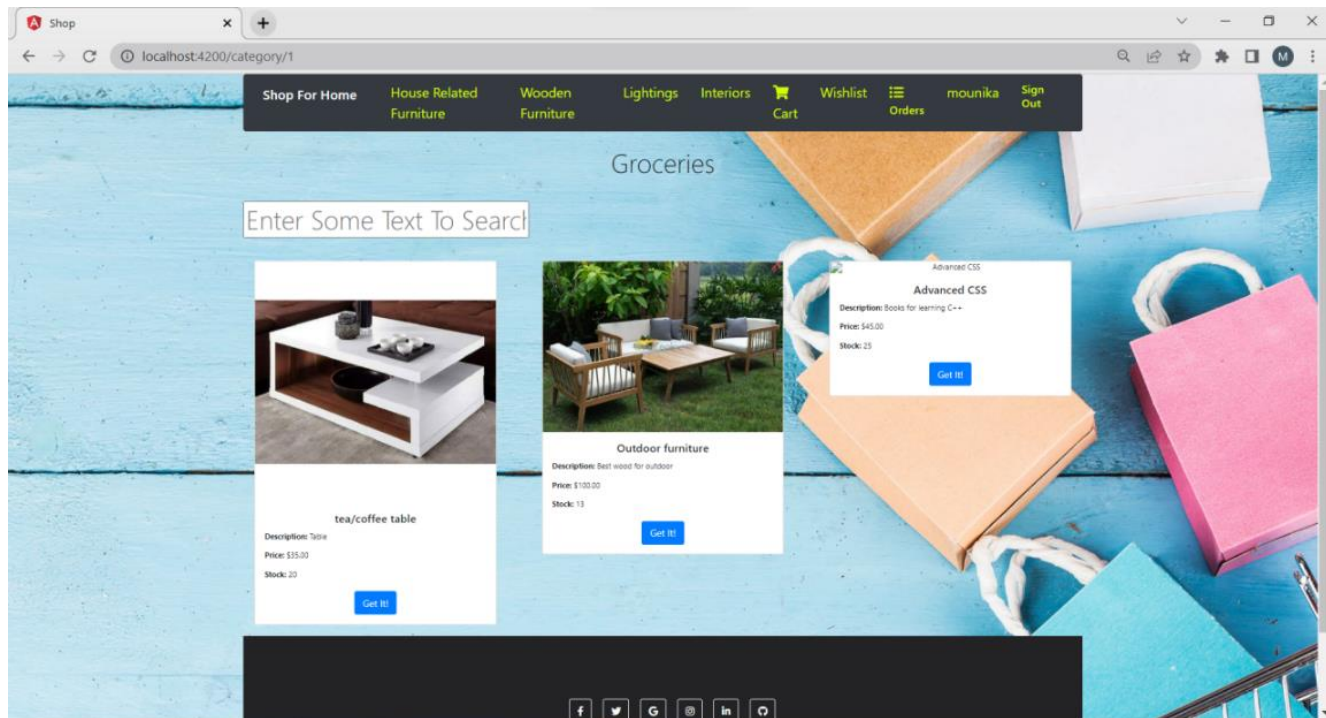 Shop
localhost:4200/category/1
M
Shop For Home
House Related
Furniture
Wooden
Furniture
Lightings
Interiors
Cart
Wishlist
Orders
mounika
Sign
Out
Groceries
Enter Some Text To Search
tea/coffee table
Description: Table
Price: $35.00
Stock: 20
Get It!
Outdoor furniture
Description: Best wood for outdoor
Price: $100.00
Stock: 13
Get It!
Advanced CSS
Advanced CSS
Description: Books for learning C++
Price: $45.00
Stock: 25
Get It!